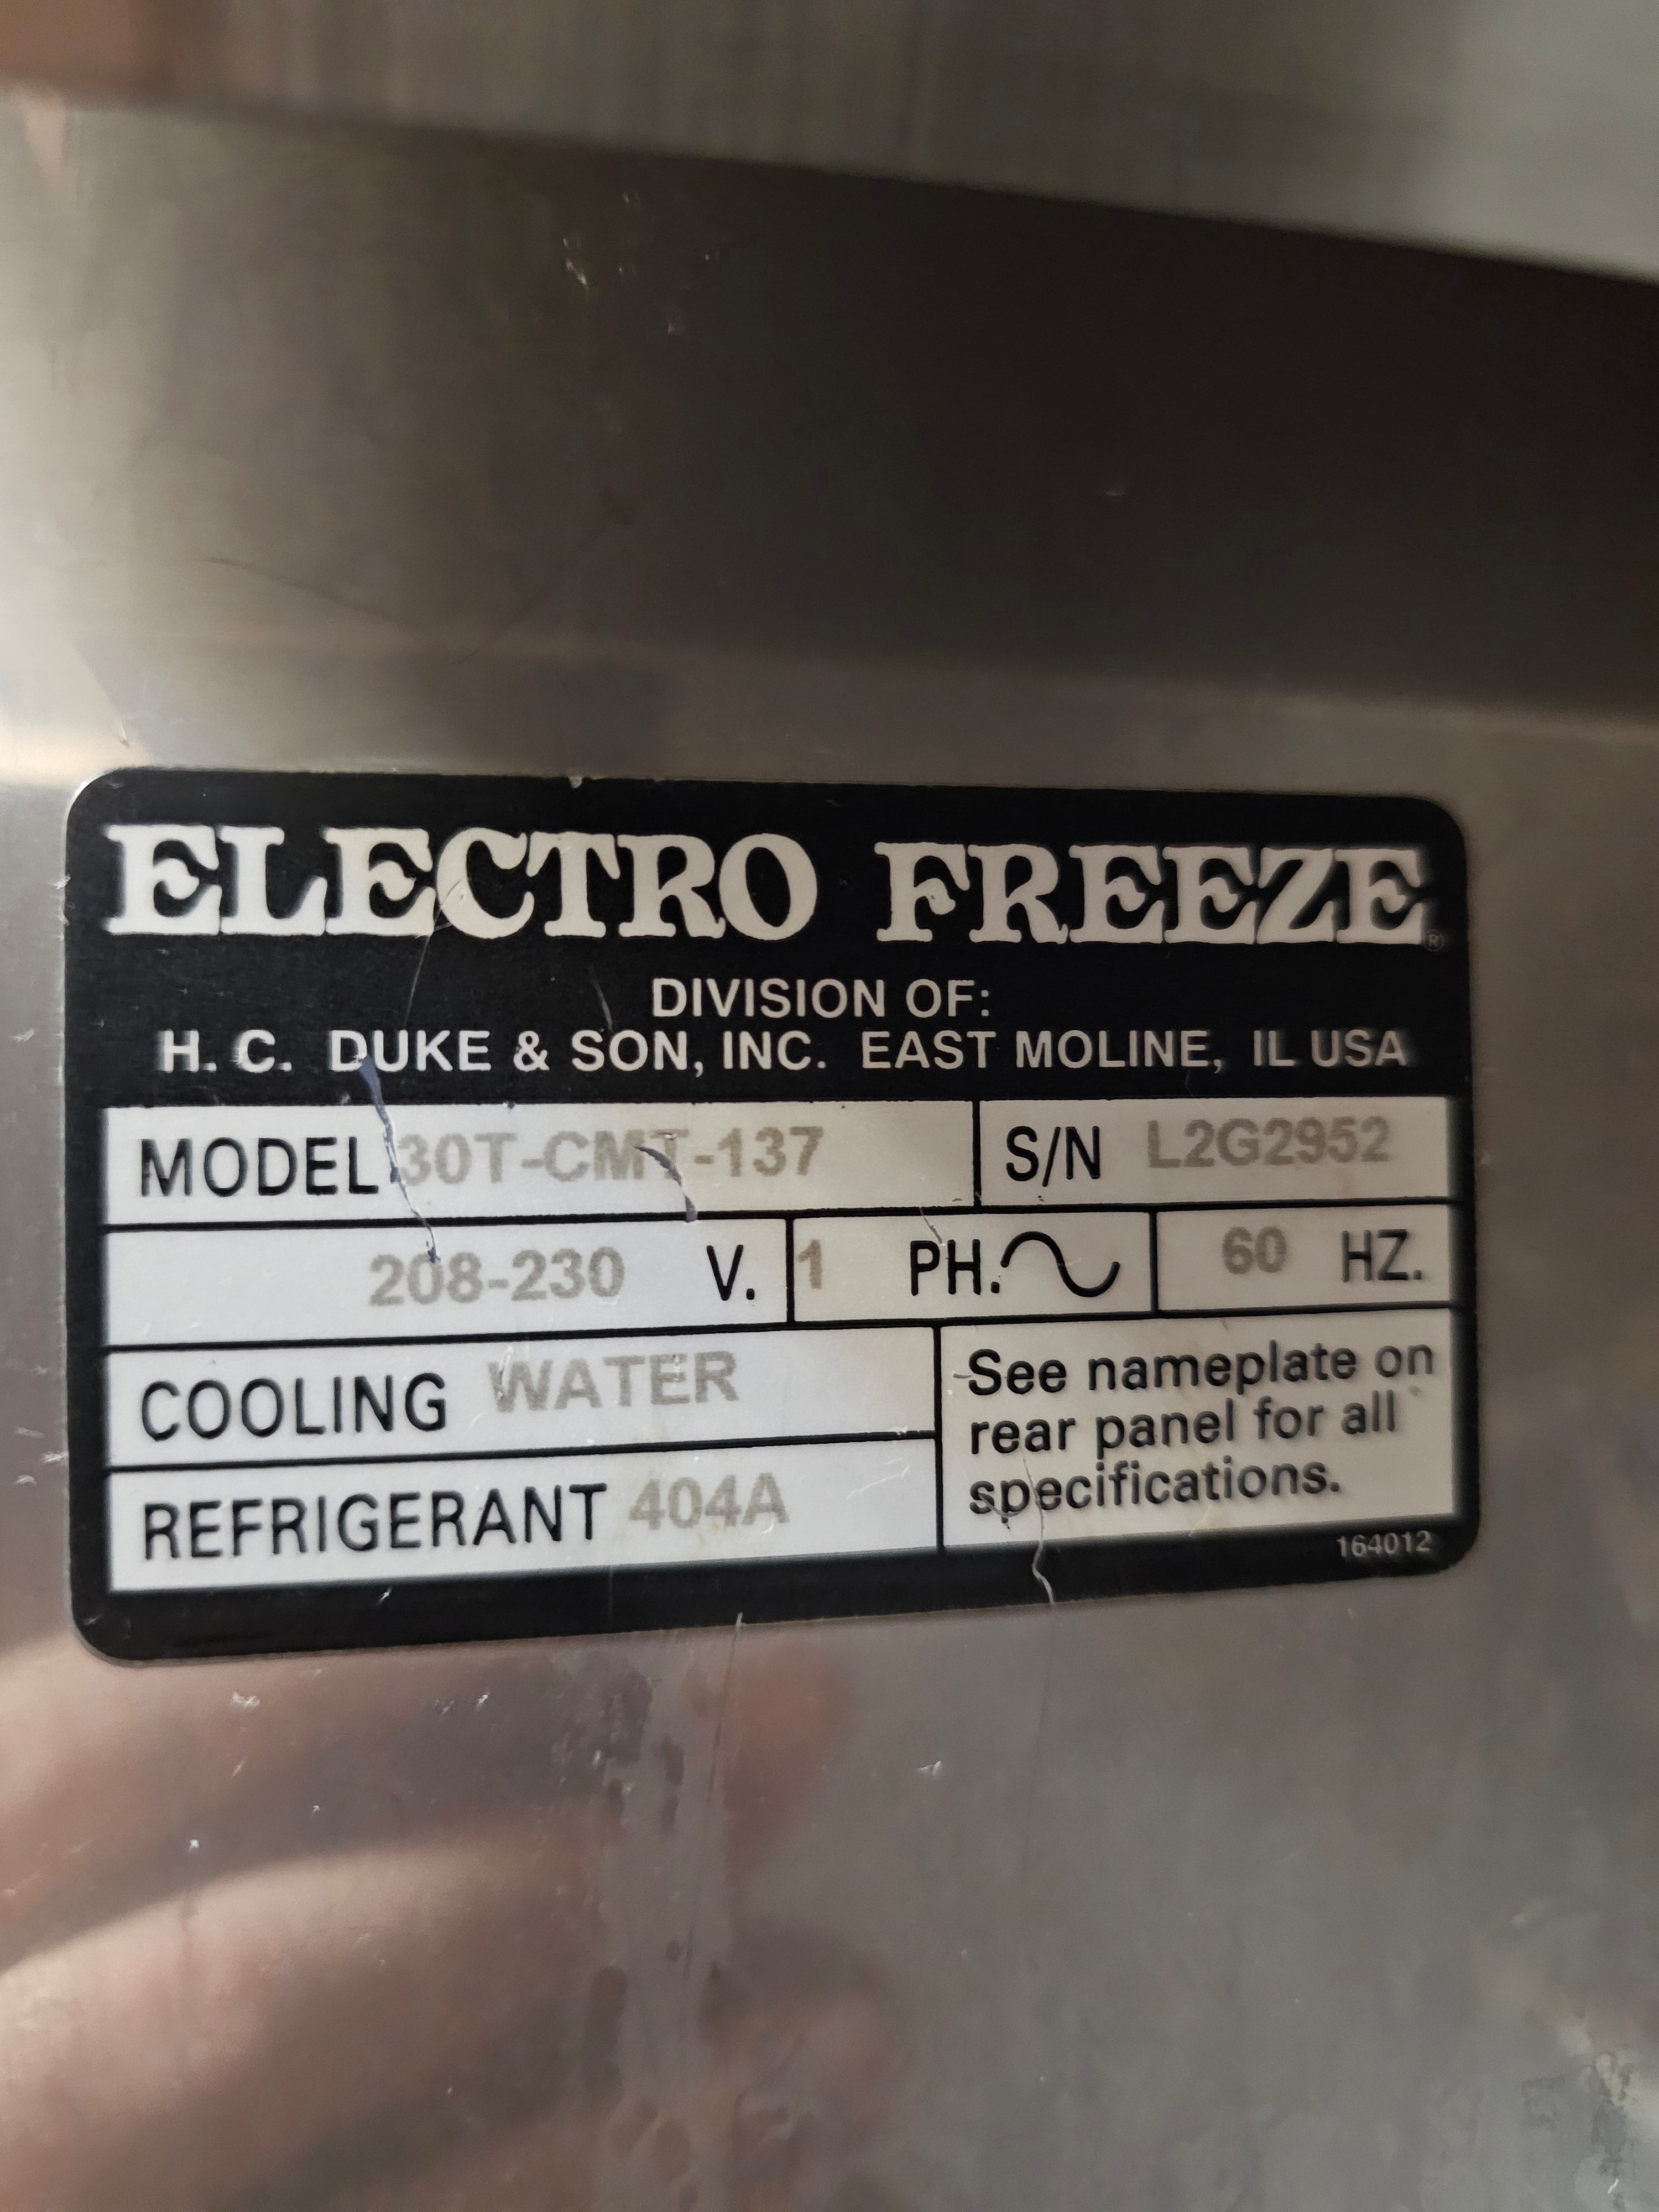 ELECTRO FREEZE®
DIVISION OF:
H. C. DUKE & SON, INC. EAST MOLINE, IL USA
MODEL 30T-CMT-137 S/N L2G2952
208-230 V. 1 PH. 60 HZ.
COOLING WATER
REFRIGERANT 404A
See nameplate on
rear panel for all
specifications.
164012